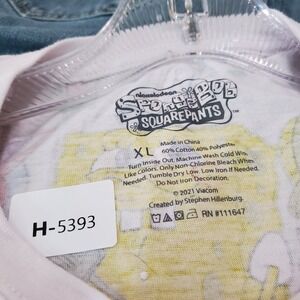 nickelodeon
SpongeBob
SQUAREPANTS
Made in China
XL 60% Cotton 40% Polyester
Turn Inside Out. Machine Wash Cold With
Like Colors. Only Non-Chlorine Bleach When
Needed. Tumble Dry Low. Low Iron If Needed.
Do Not Iron Decoration.
© 2021 Viacom
Created by Stephen Hillenburg.
RN #111647
H-5393